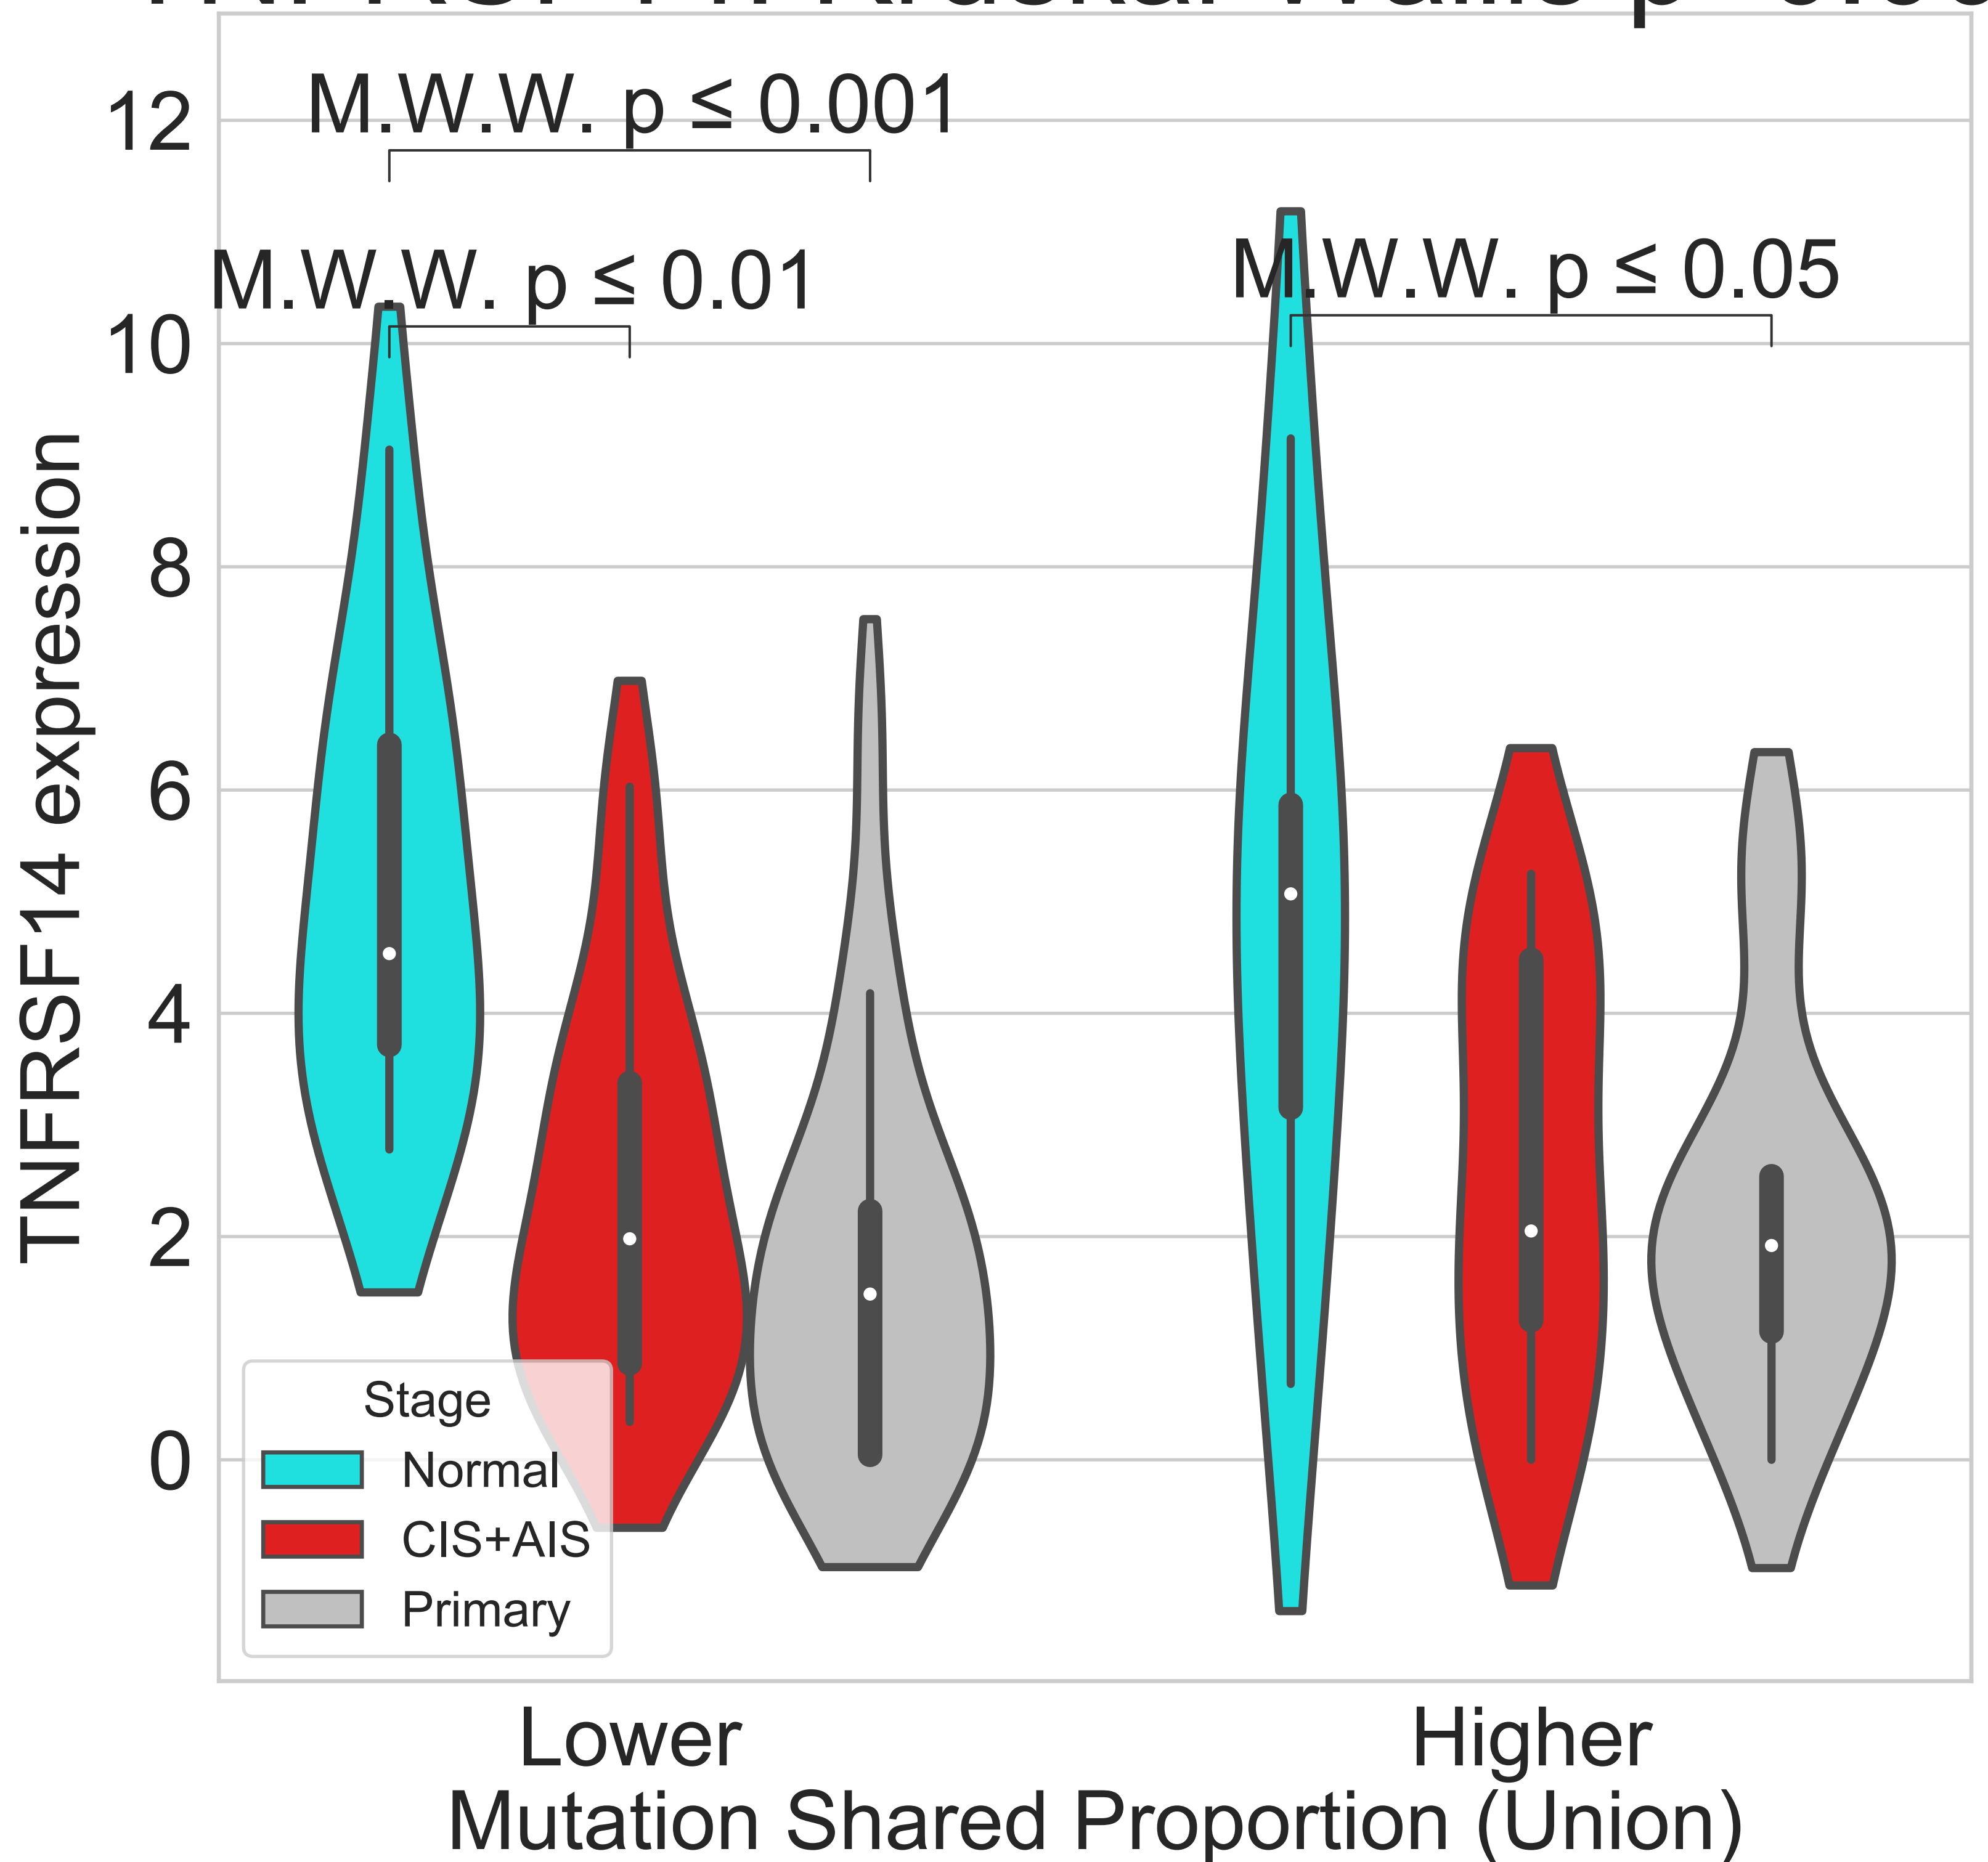 M.W.W. p ≤ 0.001
M.W.W. p ≤ 0.01
M.W.W. p ≤ 0.05
12
10
8
6
4
2
0
TNFRSF14 expression
Stage
Normal
CIS+AIS
Primary
Lower
Higher
Mutation Shared Proportion (Union)